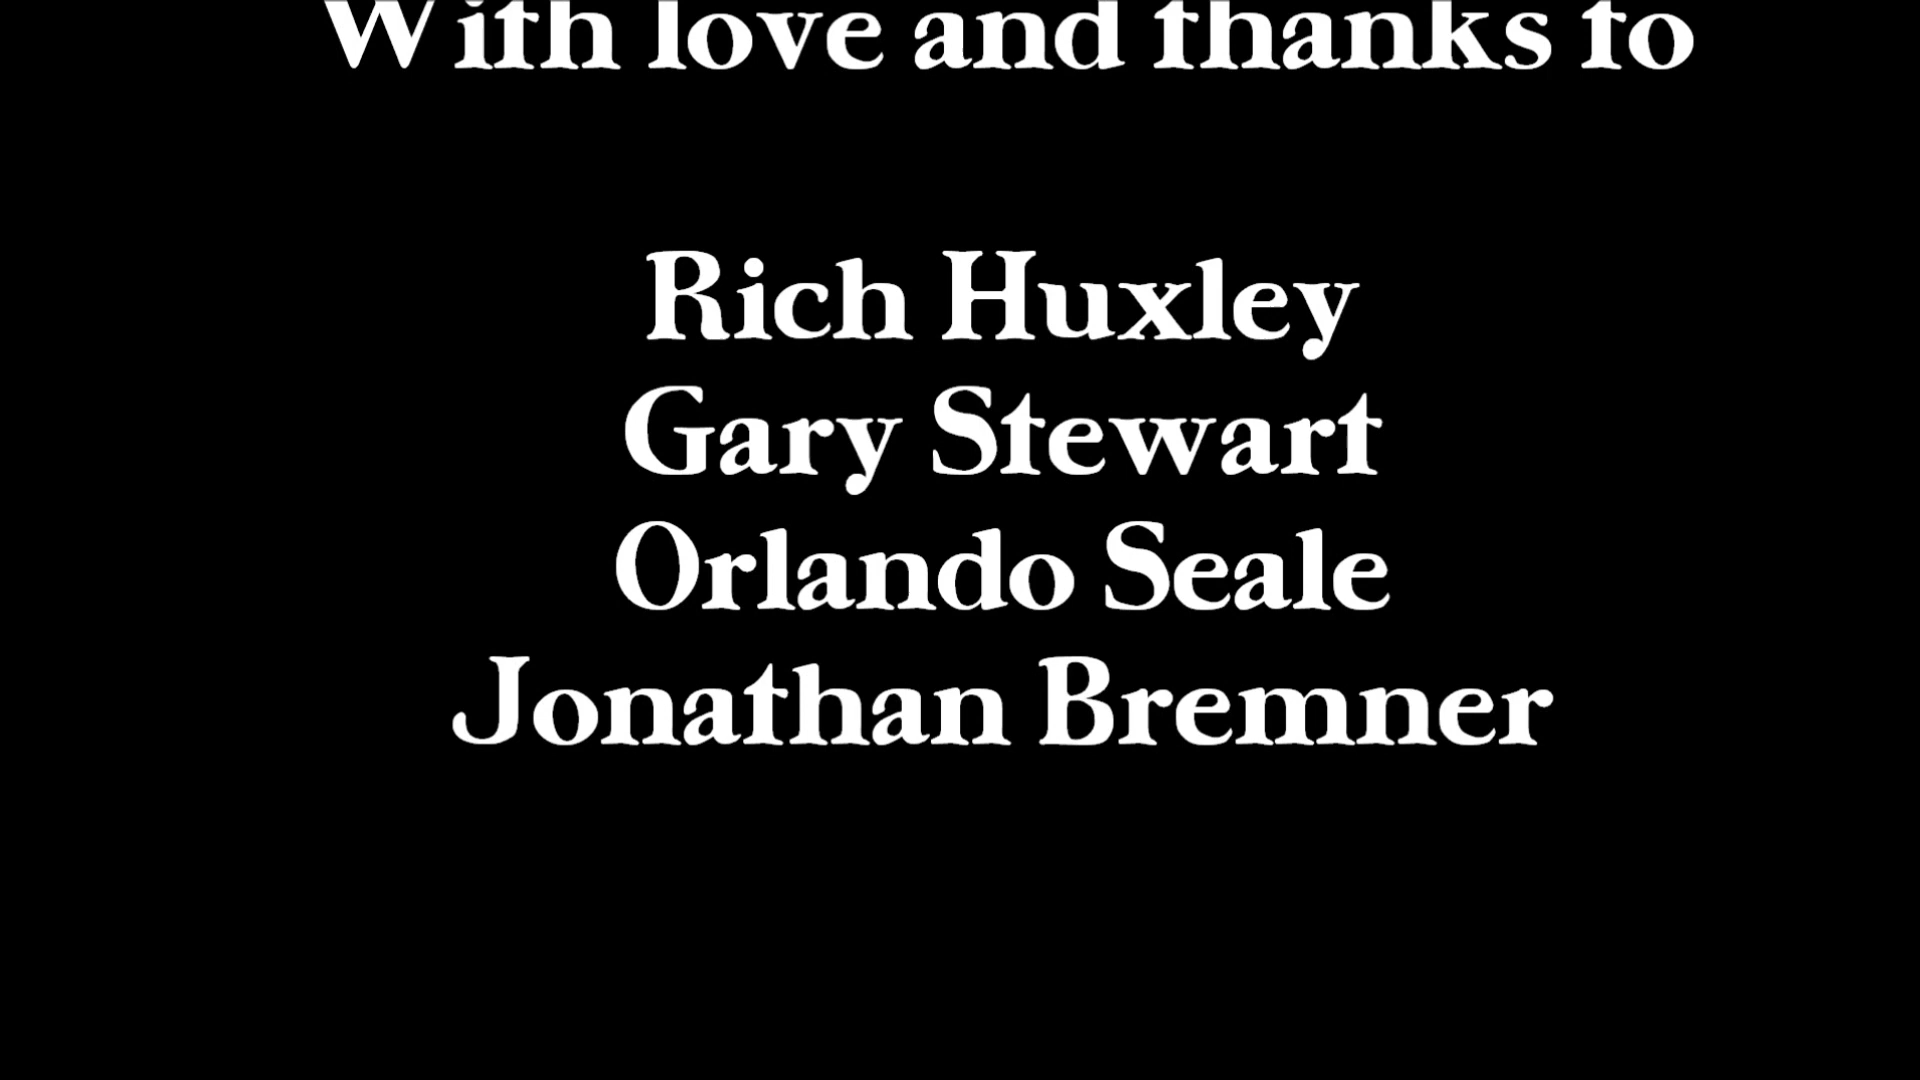 With love and thanks to
Rich Huxley
Gary Stewart
Orlando Seale
Jonathan Bremner